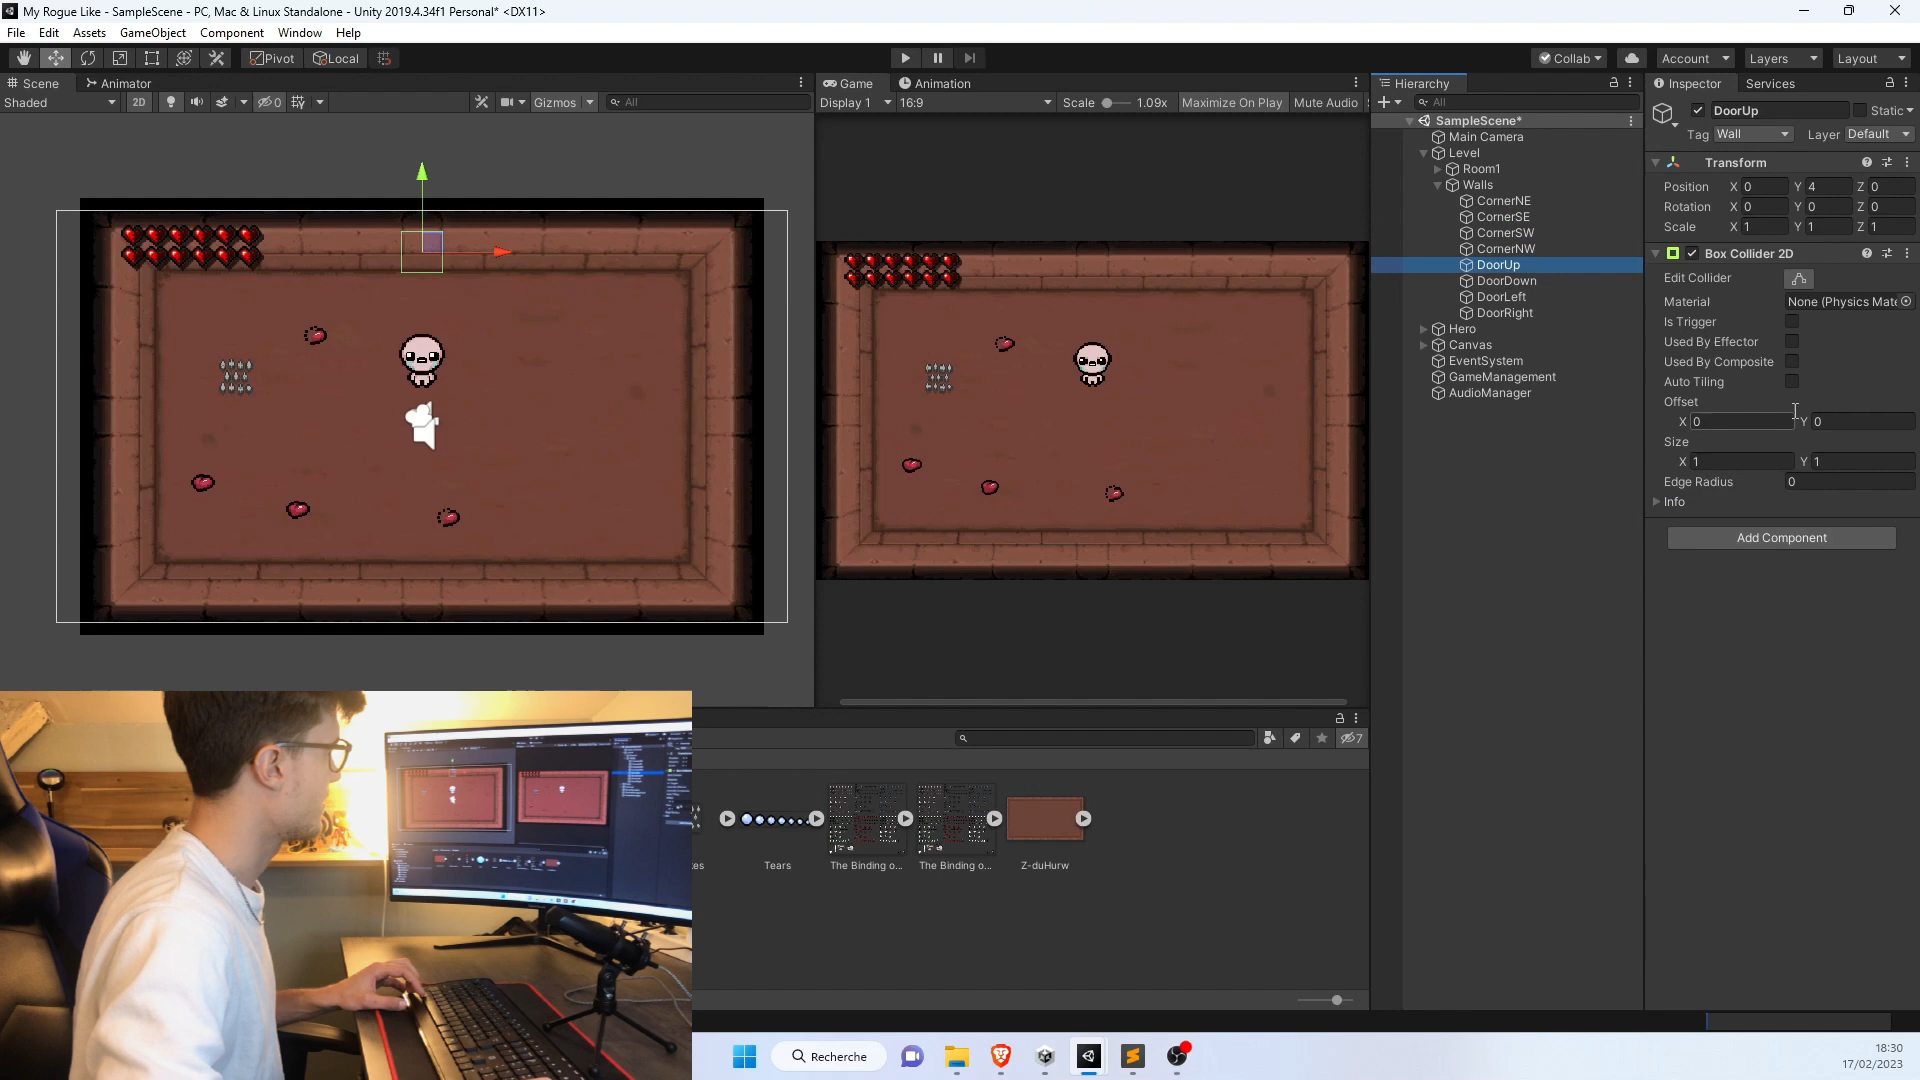 My Rogue Like - SampleScene - PC, Mac & Linux Standalone - Unity 2019.4.34f1 Personal* <DX11>
File Edit Assets GameObject Component Window Help
Pivot Local Collab Account Layers Layout
Scene Animator
Shaded 2D 0 Gizmos All
Game Animation
Display 1 16:9 Scale 1.09x Maximize On Play Mute Audio
Hierarchy
All
SampleScene*
Main Camera
Level
Room1
Walls
CornerNE
CornerSE
CornerSW
CornerNW
DoorUp
DoorDown
DoorLeft
DoorRight
Hero
Canvas
EventSystem
GameManagement
AudioManager
Inspector Services
DoorUp Static
Tag Wall Layer Default
Transform
Position X 0 Y 4 Z 0
Rotation X 0 Y 0 Z 0
Scale X 1 Y 1 Z 1
Box Collider 2D
Edit Collider
Material None (Physics Mate
Is Trigger
Used By Effector
Used By Composite
Auto Tiling
Offset
X 0 Y 0
Size
X 1 Y 1
Edge Radius 0
Info
Add Component
7
es Tears The Binding o... The Binding o... Z-duHurw
Recherche
18:30
17/02/2023